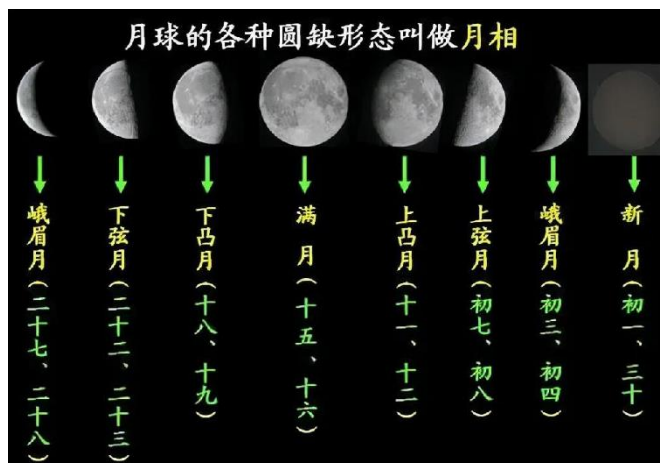 月球的各种圆缺形态叫做月相
峨眉月(二十七、二十八)
下弦月(二十二、二十三)
下凸月(十八、十九)
满 月(十五、十六)
上凸月(十一、十二)
上弦月(初七、初八)
峨眉月(初三、初四)
新 月(初一、三十)